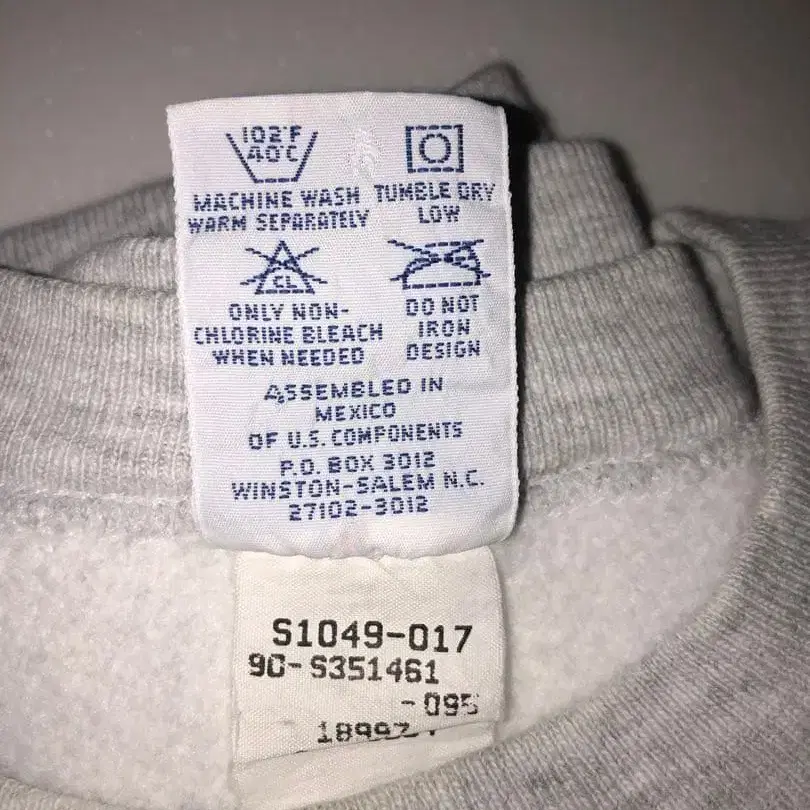 102°F
40°C
MACHINE WASH
WARM SEPARATELY
TUMBLE DRY
LOW
CL
ONLY NON-
CHLORINE BLEACH
WHEN NEEDED
DO NOT
IRON
DESIGN
ASSEMBLED IN
MEXICO
OF U.S. COMPONENTS
P.O. BOX 3012
WINSTON-SALEM N.C.
27102-3012
S1049-017
90-S351461
-095